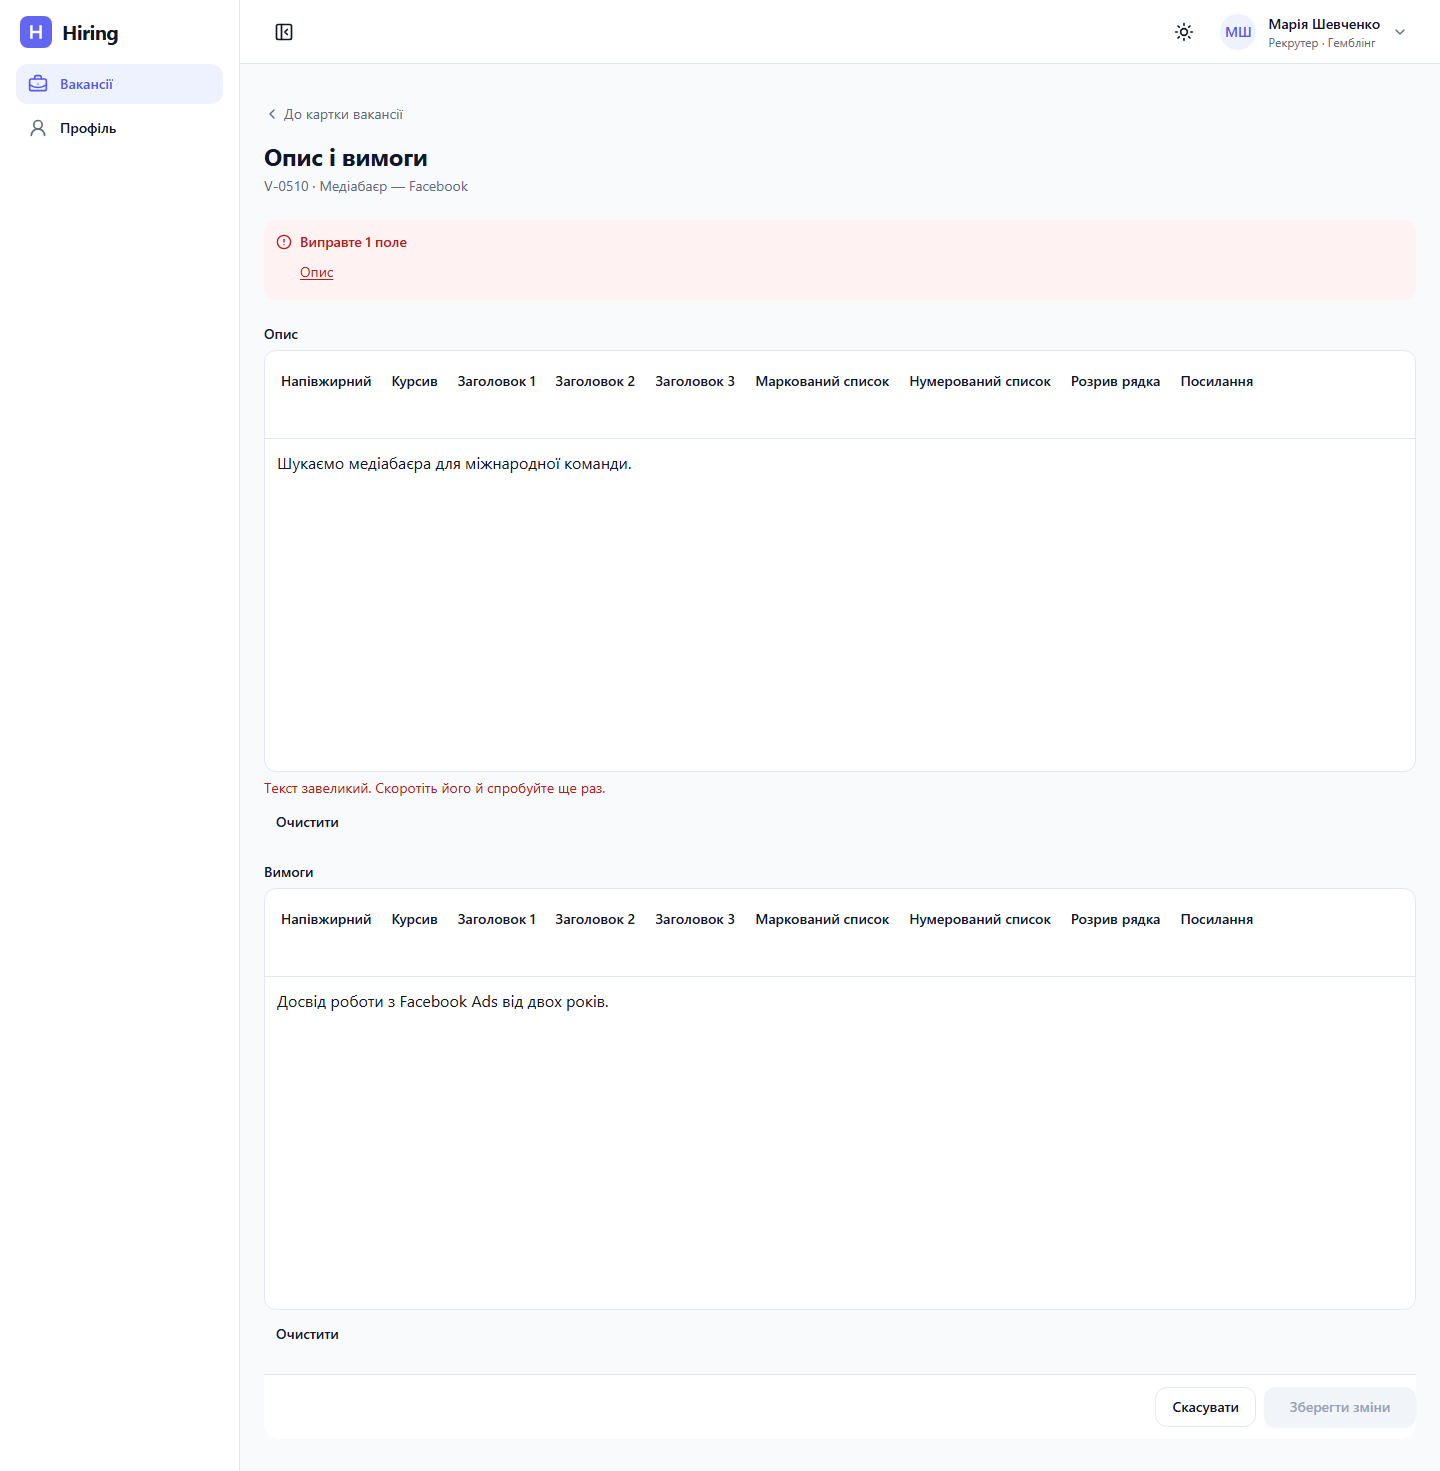 H Hiring
Вакансії
Профіль
МШ
Марія Шевченко
Рекрутер · Гемблінг
До картки вакансії
Опис і вимоги
V-0510 · Медіабаєр — Facebook
Виправте 1 поле
Опис
Опис
Напівжирний Курсив Заголовок 1 Заголовок 2 Заголовок 3 Маркований список Нумерований список Розрив рядка Посилання
Шукаємо медіабаєра для міжнародної команди.
Текст завеликий. Скоротіть його й спробуйте ще раз.
Очистити
Вимоги
Напівжирний Курсив Заголовок 1 Заголовок 2 Заголовок 3 Маркований список Нумерований список Розрив рядка Посилання
Досвід роботи з Facebook Ads від двох років.
Очистити
Скасувати Зберегти зміни